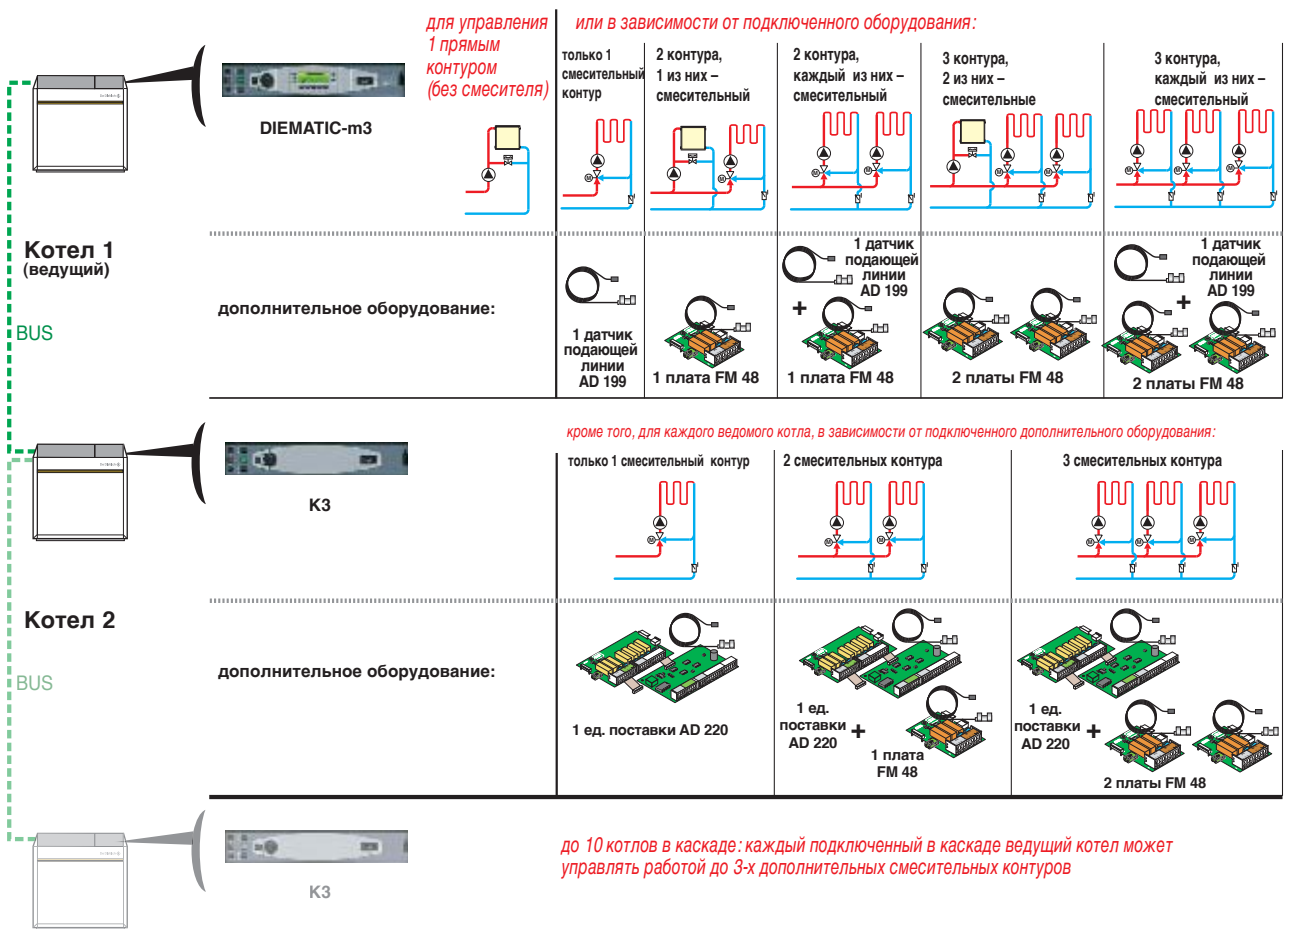 для управления
1 прямым
контуром
(без смесителя)
или в зависимости от подключенного оборудования:
только 1
смесительный
контур
2 контура,
1 из них –
смесительный
2 контура,
каждый из них –
смесительный
3 контура,
2 из них –
смесительные
3 контура,
каждый из них –
смесительный
DIEMATIC-m3
M
M
M
M
M
M
M
M
M
Котел 1
(ведущий)
BUS
дополнительное оборудование:
1 датчик
подающей
линии
AD 199
1 плата FM 48
1 датчик
подающей
линии
AD 199
+
1 плата FM 48
2 платы FM 48
1 датчик
подающей
линии
AD 199
+
2 платы FM 48
кроме того, для каждого ведомого котла, в зависимости от подключенного дополнительного оборудования:
только 1 смесительный контур
2 смесительных контура
3 смесительных контура
K3
M
M
M
M
M
M
Котел 2
BUS
дополнительное оборудование:
1 ед. поставки AD 220
1 ед.
поставки
AD 220
+
1 плата
FM 48
1 ед.
поставки
AD 220
+
2 платы FM 48
K3
до 10 котлов в каскаде: каждый подключенный в каскаде ведущий котел может
управлять работой до 3-х дополнительных смесительных контуров